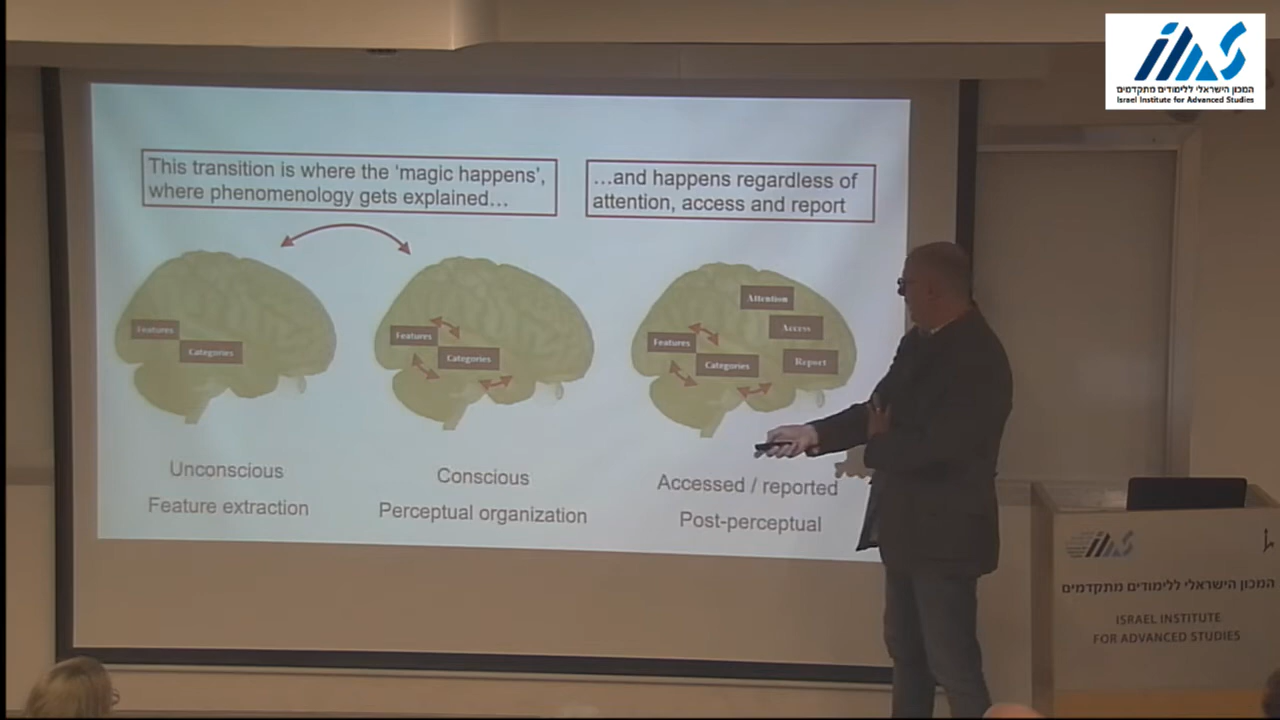 המכון הישראלי ללימודים מתקדמים
Israel Institute for Advanced Studies
This transition is where the 'magic happens',
where phenomenology gets explained…
…and happens regardless of
attention, access and report
Features
Categories
Features
Categories
Attention
Access
Features
Categories
Report
Unconscious
Feature extraction
Conscious
Perceptual organization
Accessed / reported
Post-perceptual
המכון הישראלי ללימודים מתקדמים
ISRAEL INSTITUTE
FOR ADVANCED STUDIES